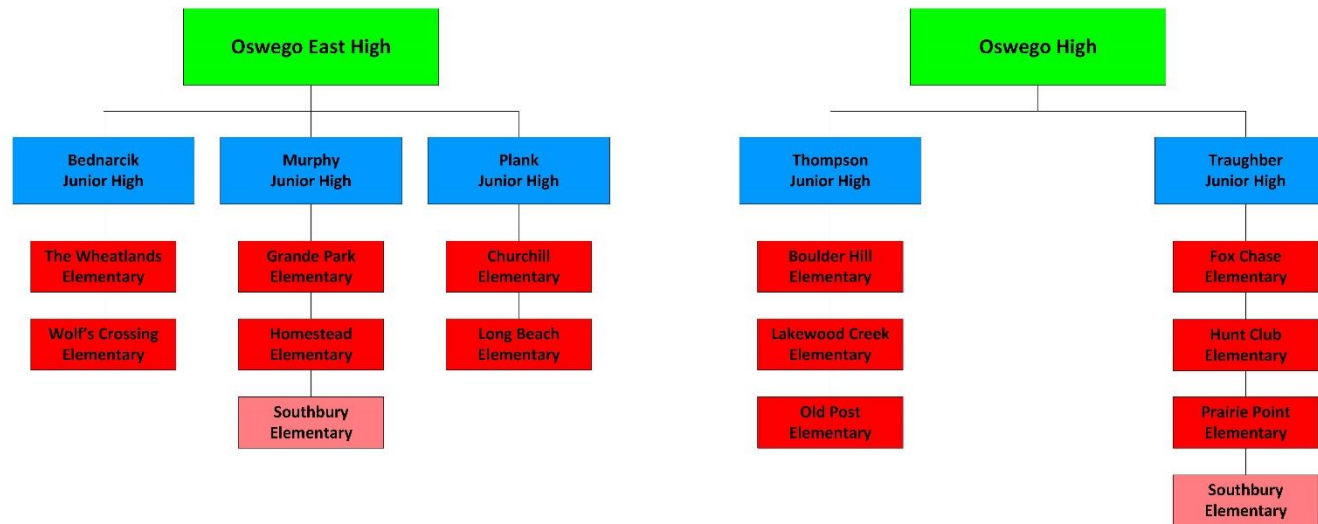 Oswego East High
Oswego High
Bednarcik
Junior High
Murphy
Junior High
Plank
Junior High
Thompson
Junior High
Traughber
Junior High
The Wheatlands
Elementary
Grande Park
Elementary
Churchill
Elementary
Boulder Hill
Elementary
Fox Chase
Elementary
Wolf's Crossing
Elementary
Homestead
Elementary
Long Beach
Elementary
Lakewood Creek
Elementary
Hunt Club
Elementary
Southbury
Elementary
Old Post
Elementary
Prairie Point
Elementary
Southbury
Elementary